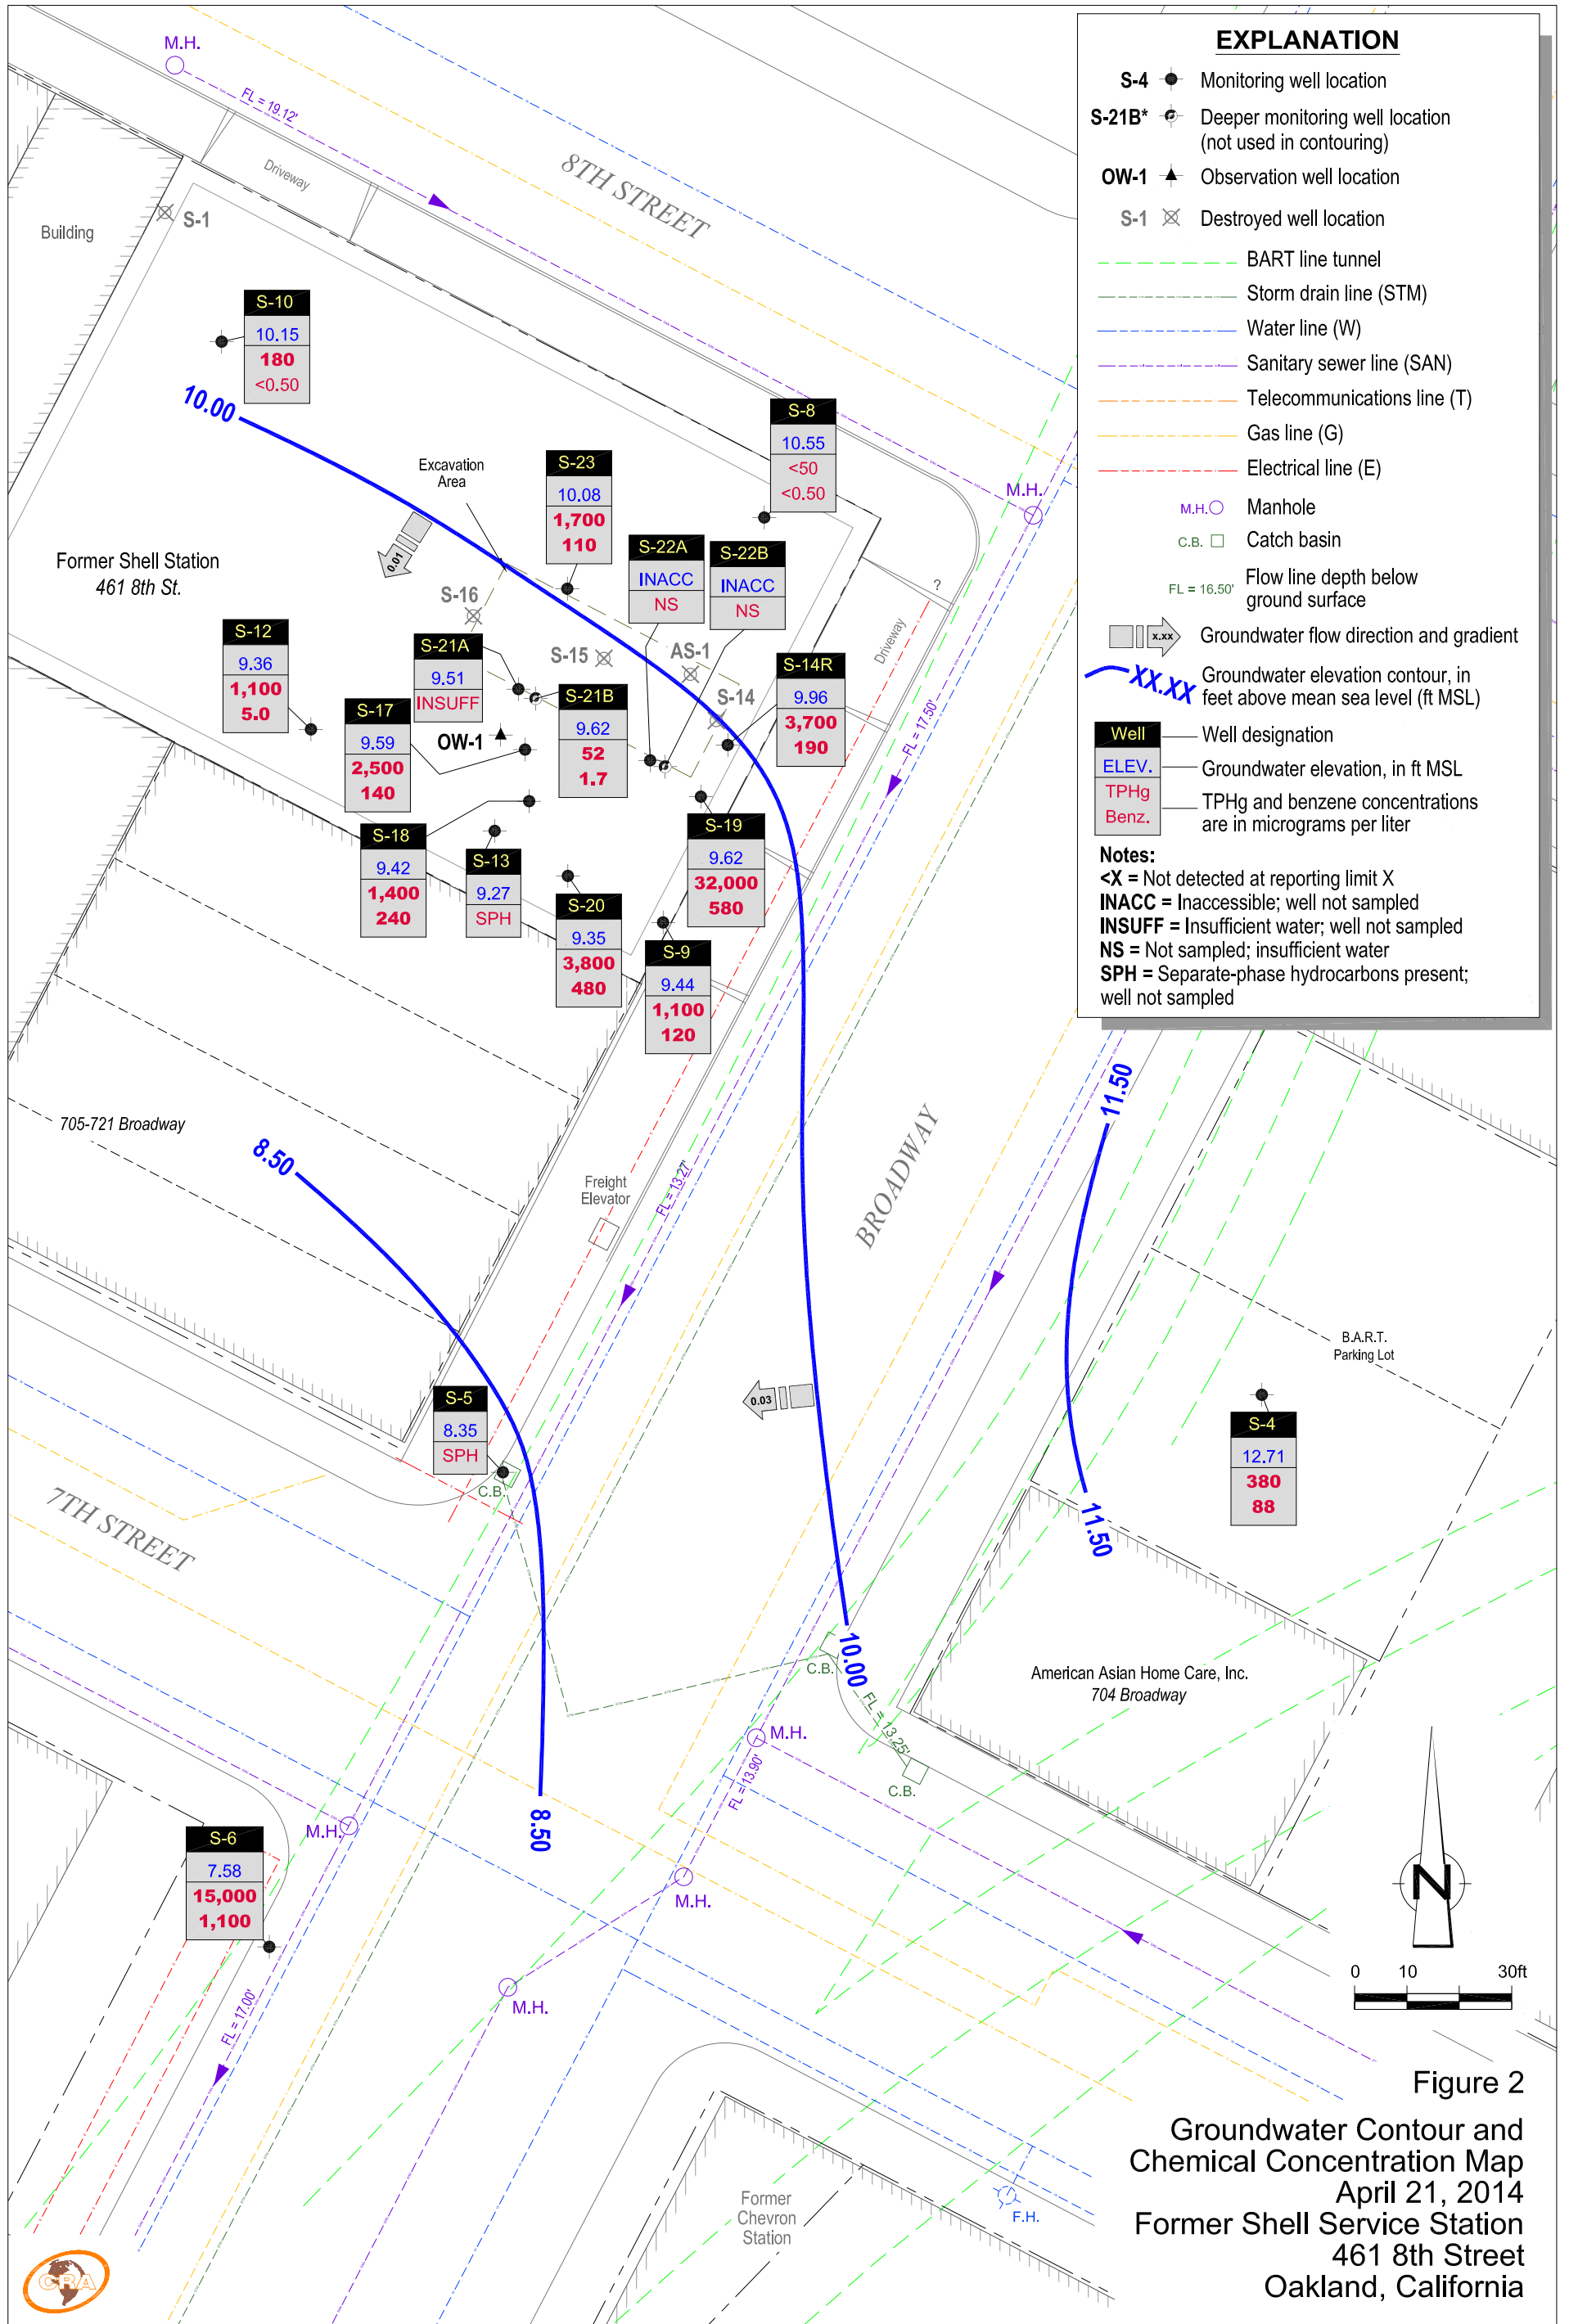 EXPLANATION
S-4 Monitoring well location
S-21B* Deeper monitoring well location
(not used in contouring)
OW-1 Observation well location
S-1 Destroyed well location
BART line tunnel
Storm drain line (STM)
Water line (W)
Sanitary sewer line (SAN)
Telecommunications line (T)
Gas line (G)
Electrical line (E)
M.H. Manhole
C.B. Catch basin
FL = 16.50' Flow line depth below
ground surface
x.xx Groundwater flow direction and gradient
XX.XX Groundwater elevation contour, in
feet above mean sea level (ft MSL)
Well Well designation
ELEV. Groundwater elevation, in ft MSL
TPHg TPHg and benzene concentrations
Benz. are in micrograms per liter
Notes:
<X = Not detected at reporting limit X
INACC = Inaccessible; well not sampled
INSUFF = Insufficient water; well not sampled
NS = Not sampled; insufficient water
SPH = Separate-phase hydrocarbons present;
well not sampled
M.H.
FL = 19.12'
Driveway
8TH STREET
Building
S-1
S-10
10.15
180
<0.50
10.00
S-8
10.55
<50
<0.50
M.H.
Excavation
Area
S-23
10.08
1,700
110
S-22A
INACC
NS
S-22B
INACC
NS
0.01
Former Shell Station
461 8th St.
?
Driveway
S-16
S-15
AS-1
S-14
S-12
9.36
1,100
5.0
S-21A
9.51
INSUFF
S-14R
9.96
3,700
190
S-17
9.59
2,500
140
OW-1
S-21B
9.62
52
1.7
FL = 17.50'
S-18
9.42
1,400
240
S-13
9.27
SPH
S-19
9.62
32,000
580
S-20
9.35
3,800
480
S-9
9.44
1,100
120
705-721 Broadway
8.50
Freight
Elevator
FL = 13.27'
BROADWAY
11.50
B.A.R.T.
Parking Lot
0.03
S-5
8.35
SPH
C.B.
S-4
12.71
380
88
11.50
7TH STREET
10.00
C.B.
FL = 13.25'
C.B.
American Asian Home Care, Inc.
704 Broadway
M.H.
FL = 13.90'
8.50
M.H.
S-6
7.58
15,000
1,100
M.H.
M.H.
FL = 17.00'
N
0 10 30ft
Former
Chevron
Station
F.H.
Figure 2
Groundwater Contour and
Chemical Concentration Map
April 21, 2014
Former Shell Service Station
461 8th Street
Oakland, California
CRA